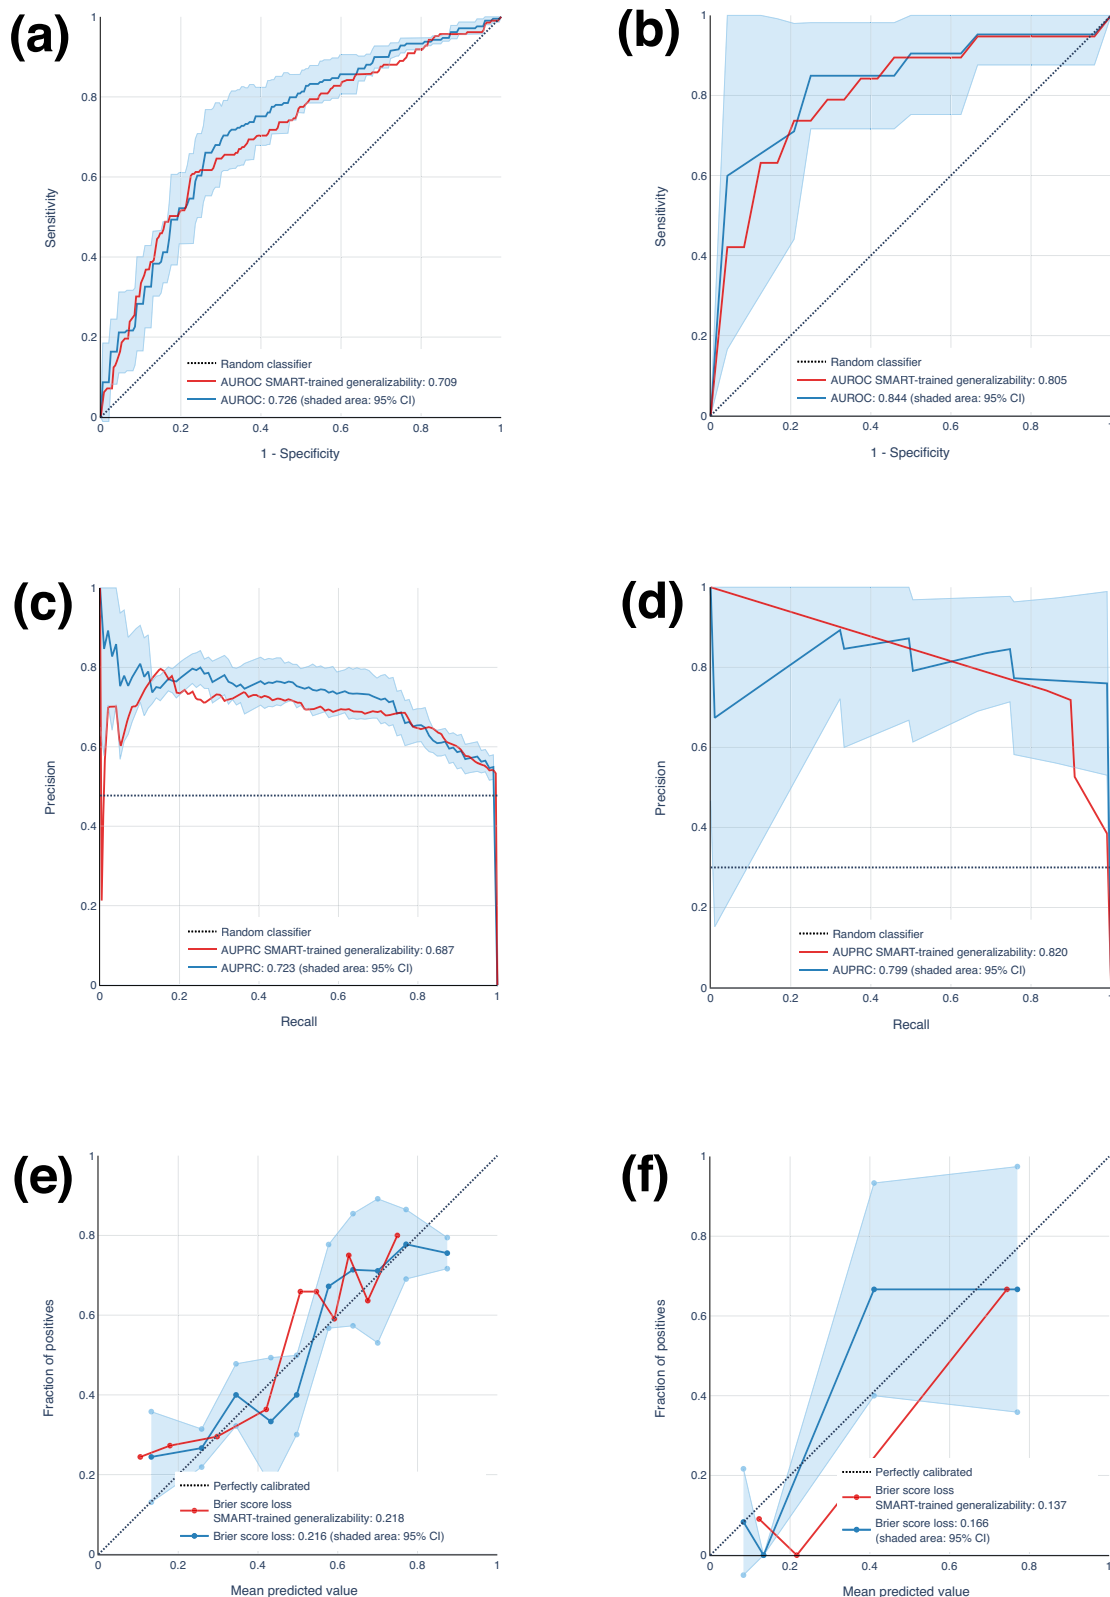 (a)
1
0.8
0.6
0.4
0.2
0
Sensitivity
Random classifier
AUROC SMART-trained generalizability: 0.709
AUROC: 0.726 (shaded area: 95% CI)
0 0.2 0.4 0.6 0.8 1
1 - Specificity
(b)
1
0.8
0.6
0.4
0.2
0
Sensitivity
Random classifier
AUROC SMART-trained generalizability: 0.805
AUROC: 0.844 (shaded area: 95% CI)
0 0.2 0.4 0.6 0.8 1
1 - Specificity
(c)
1
0.8
0.6
0.4
0.2
0
Precision
Random classifier
AUPRC SMART-trained generalizability: 0.687
AUPRC: 0.723 (shaded area: 95% CI)
0 0.2 0.4 0.6 0.8 1
Recall
(d)
1
0.8
0.6
0.4
0.2
0
Precision
Random classifier
AUPRC SMART-trained generalizability: 0.820
AUPRC: 0.799 (shaded area: 95% CI)
0 0.2 0.4 0.6 0.8 1
Recall
(e)
1
0.8
0.6
0.4
0.2
0
Fraction of positives
Perfectly calibrated
Brier score loss
SMART-trained generalizability: 0.218
Brier score loss: 0.216 (shaded area: 95% CI)
0 0.2 0.4 0.6 0.8 1
Mean predicted value
(f)
1
0.8
0.6
0.4
0.2
0
Fraction of positives
Perfectly calibrated
Brier score loss
SMART-trained generalizability: 0.137
Brier score loss: 0.166
(shaded area: 95% CI)
0 0.2 0.4 0.6 0.8 1
Mean predicted value